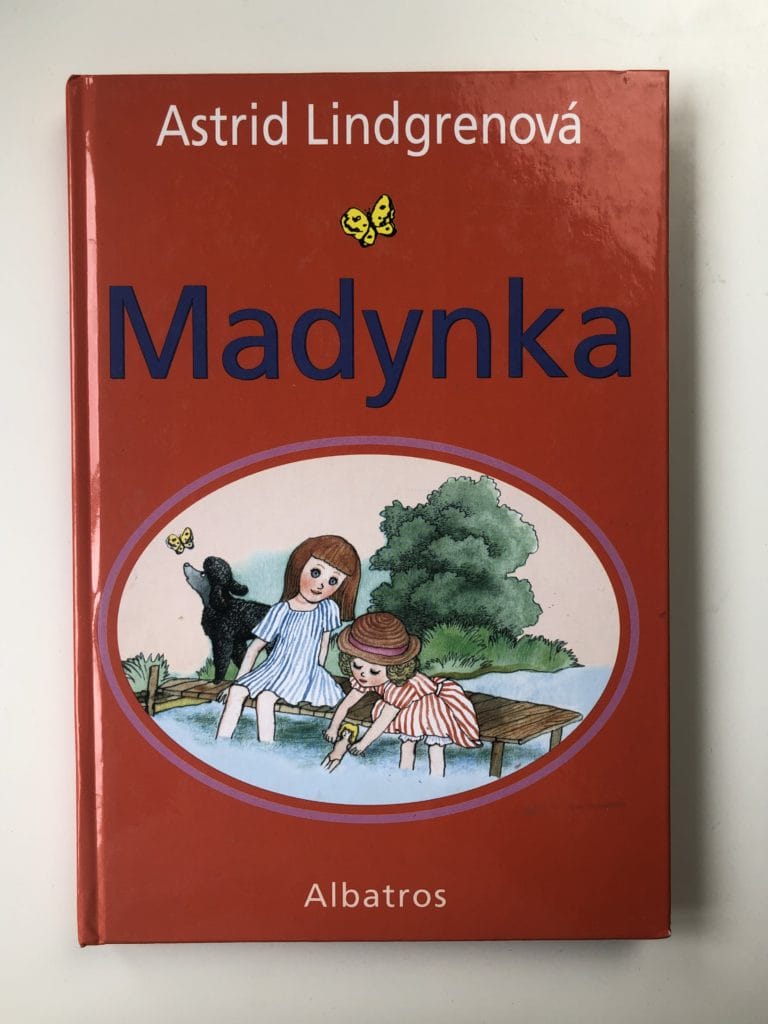 Astrid Lindgrenová
Madynka
Albatros